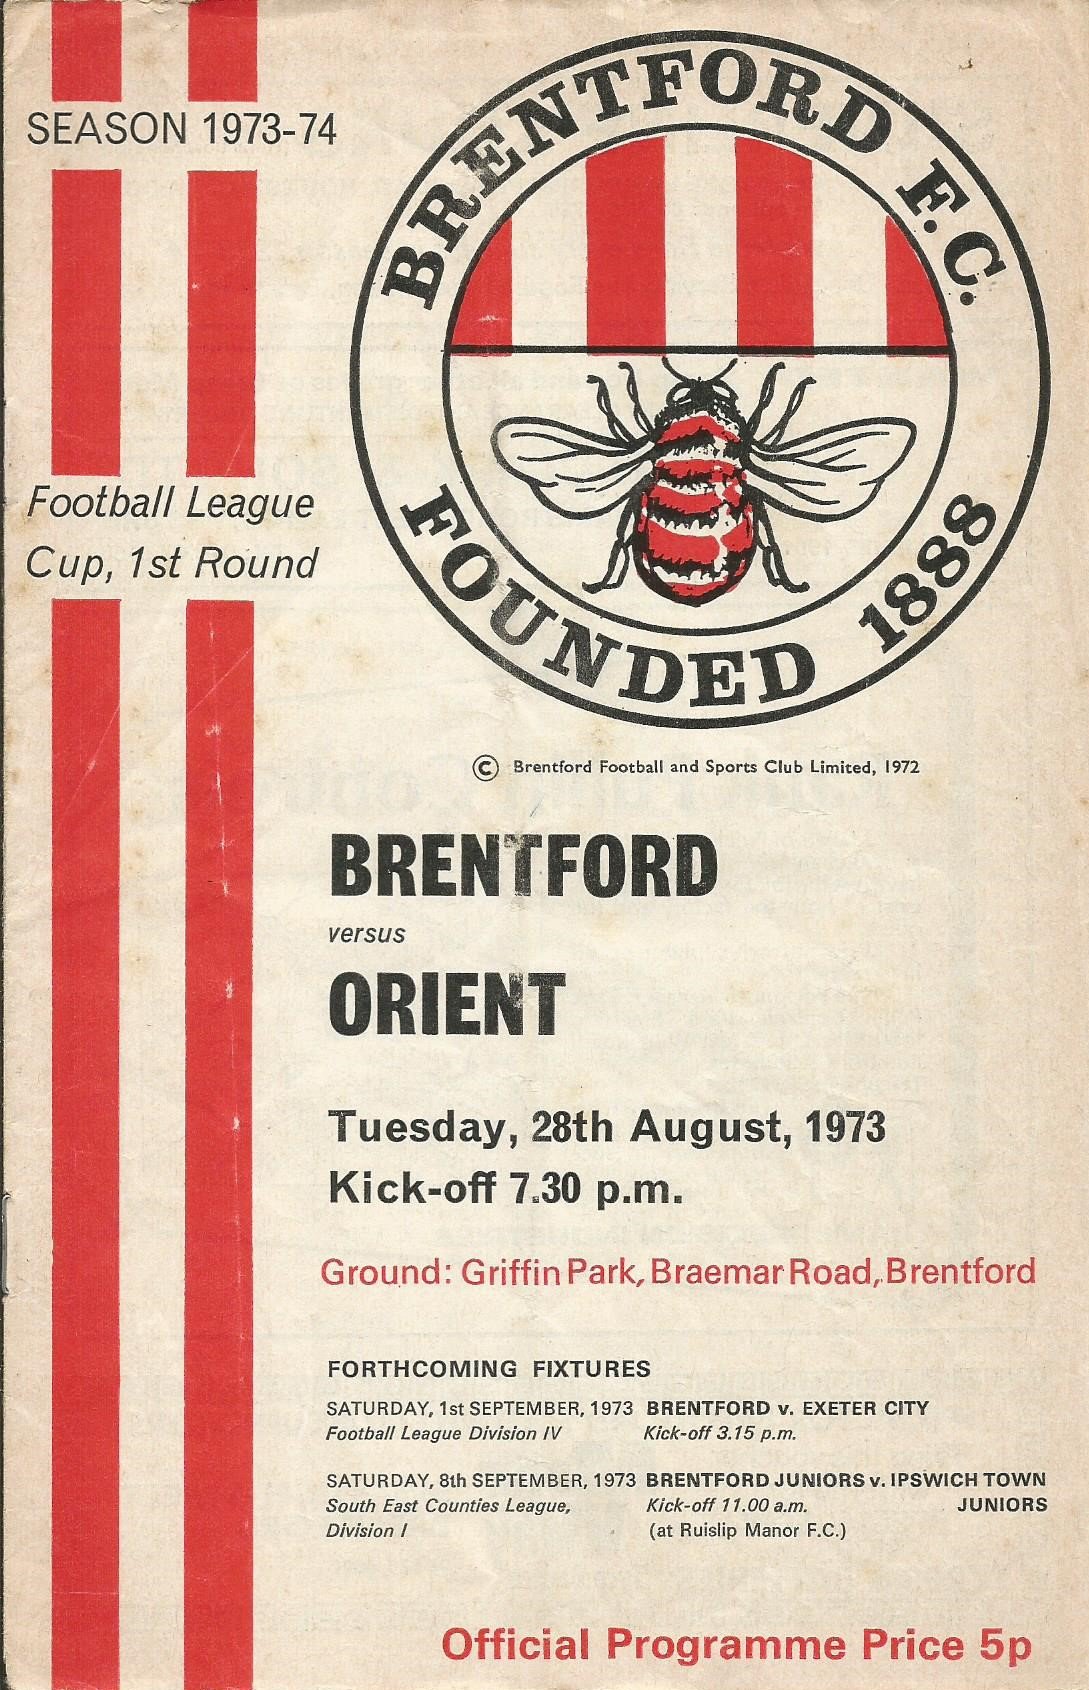 SEASON 1973-74
BRENTFORD F.C.
FOUNDED 1888
Football League
Cup, 1st Round
© Brentford Football and Sports Club Limited, 1972
BRENTFORD
versus
ORIENT
Tuesday, 28th August, 1973
Kick-off 7.30 p.m.
Ground: Griffin Park, Braemar Road, Brentford
FORTHCOMING FIXTURES
SATURDAY, 1st SEPTEMBER, 1973 BRENTFORD v. EXETER CITY
Football League Division IV Kick-off 3.15 p.m.
SATURDAY, 8th SEPTEMBER, 1973 BRENTFORD JUNIORS v. IPSWICH TOWN
South East Counties League, Kick-off 11.00 a.m. JUNIORS
Division I (at Ruislip Manor F.C.)
Official Programme Price 5p